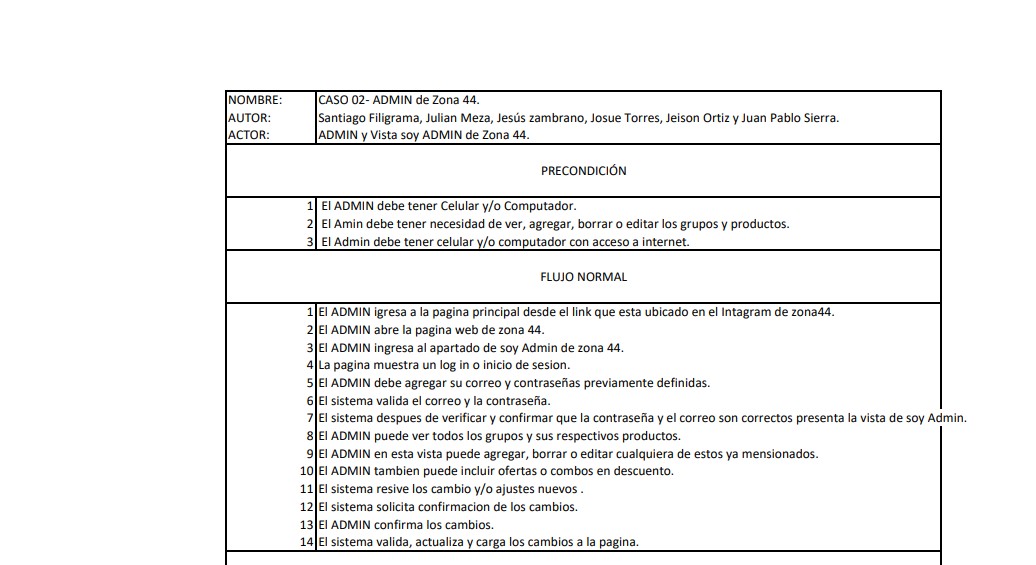 NOMBRE: CASO 02- ADMIN de Zona 44.
AUTOR: Santiago Filigrama, Julian Meza, Jesús zambrano, Josue Torres, Jeison Ortiz y Juan Pablo Sierra.
ACTOR: ADMIN y Vista soy ADMIN de Zona 44.
PRECONDICIÓN
1 El ADMIN debe tener Celular y/o Computador.
2 El Amin debe tener necesidad de ver, agregar, borrar o editar los grupos y productos.
3 El Admin debe tener celular y/o computador con acceso a internet.
FLUJO NORMAL
1 El ADMIN igresa a la pagina principal desde el link que esta ubicado en el Intagram de zona44.
2 El ADMIN abre la pagina web de zona 44.
3 El ADMIN ingresa al apartado de soy Admin de zona 44.
4 La pagina muestra un log in o inicio de sesion.
5 El ADMIN debe agregar su correo y contraseñas previamente definidas.
6 El sistema valida el correo y la contraseña.
7 El sistema despues de verificar y confirmar que la contraseña y el correo son correctos presenta la vista de soy Admin.
8 El ADMIN puede ver todos los grupos y sus respectivos productos.
9 El ADMIN en esta vista puede agregar, borrar o editar cualquiera de estos ya mensionados.
10 El ADMIN tambien puede incluir ofertas o combos en descuento.
11 El sistema resive los cambio y/o ajustes nuevos .
12 El sistema solicita confirmacion de los cambios.
13 El ADMIN confirma los cambios.
14 El sistema valida, actualiza y carga los cambios a la pagina.